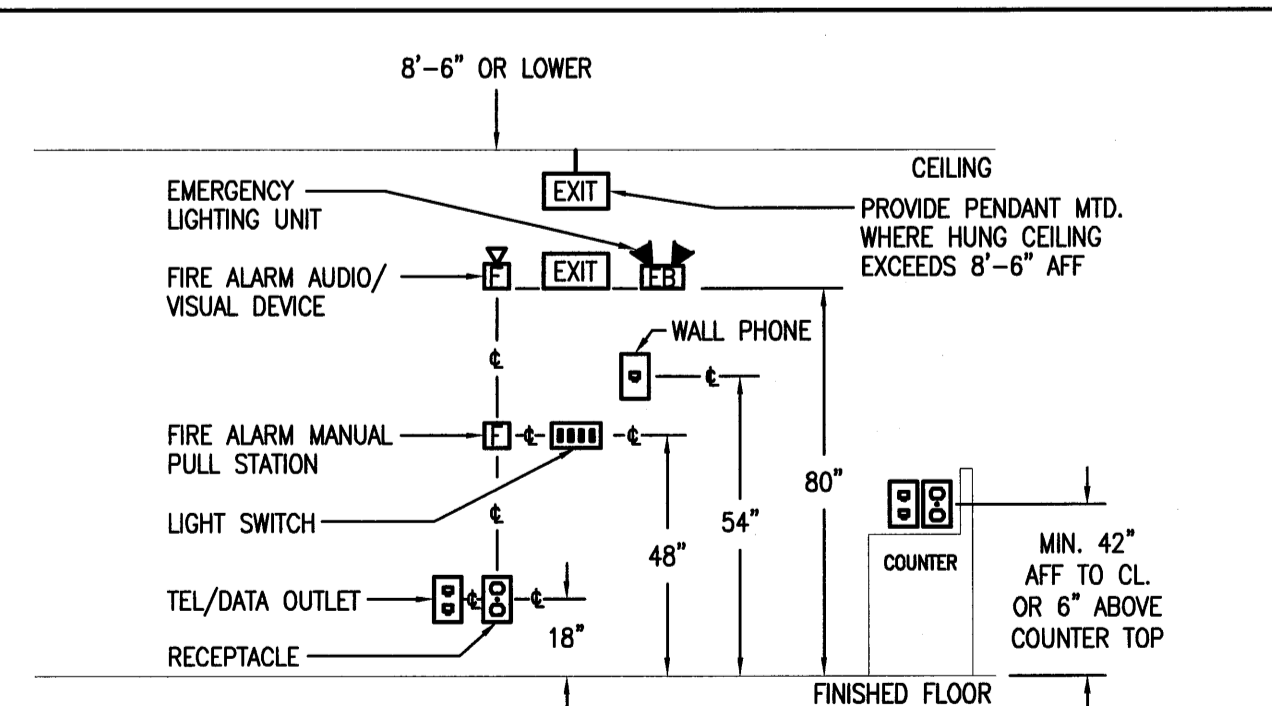 8'-6" OR LOWER
CEILING
EMERGENCY
LIGHTING UNIT
EXIT
PROVIDE PENDANT MTD.
WHERE HUNG CEILING
EXCEEDS 8'-6" AFF
FIRE ALARM AUDIO/
VISUAL DEVICE
F
EXIT
EB
WALL PHONE
℄
℄
FIRE ALARM MANUAL
PULL STATION
F
℄
℄
80"
LIGHT SWITCH
℄
54"
48"
COUNTER
MIN. 42"
AFF TO CL.
OR 6" ABOVE
COUNTER TOP
TEL/DATA OUTLET
℄
℄
18"
RECEPTACLE
FINISHED FLOOR